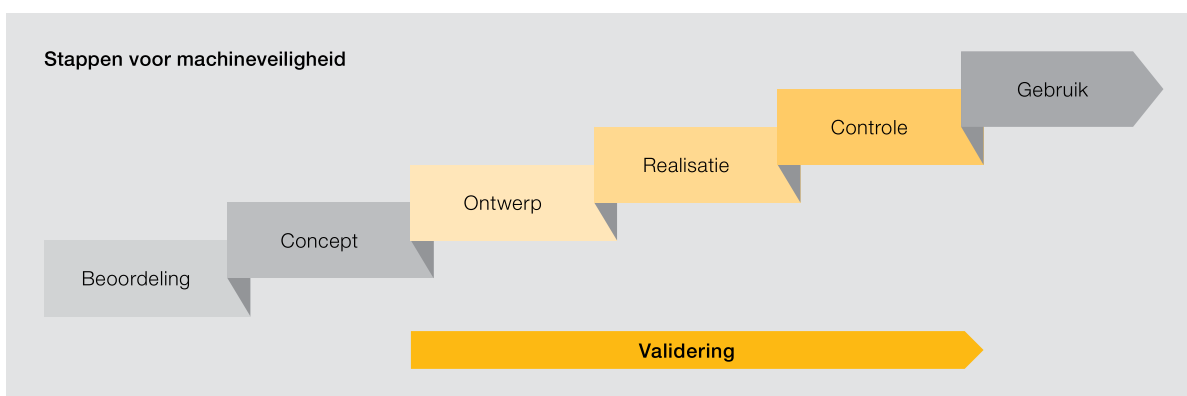 Stappen voor machineveiligheid
Beoordeling
Concept
Ontwerp
Realisatie
Controle
Gebruik
Validering